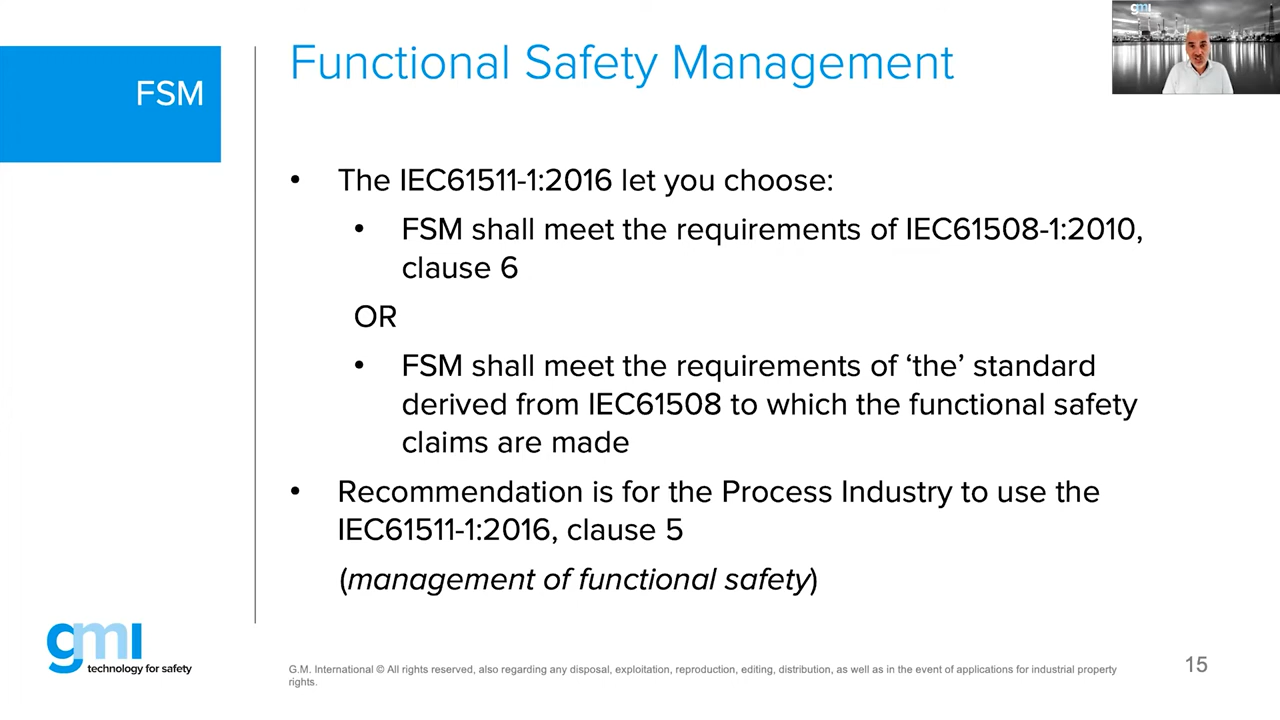 FSM
Functional Safety Management
gmi
• The IEC61511-1:2016 let you choose:
• FSM shall meet the requirements of IEC61508-1:2010,
clause 6
OR
• FSM shall meet the requirements of ‘the’ standard
derived from IEC61508 to which the functional safety
claims are made
• Recommendation is for the Process Industry to use the
IEC61511-1:2016, clause 5
(management of functional safety)
gmi
technology for safety
G.M. International © All rights reserved, also regarding any disposal, exploitation, reproduction, editing, distribution, as well as in the event of applications for industrial property
rights.
15